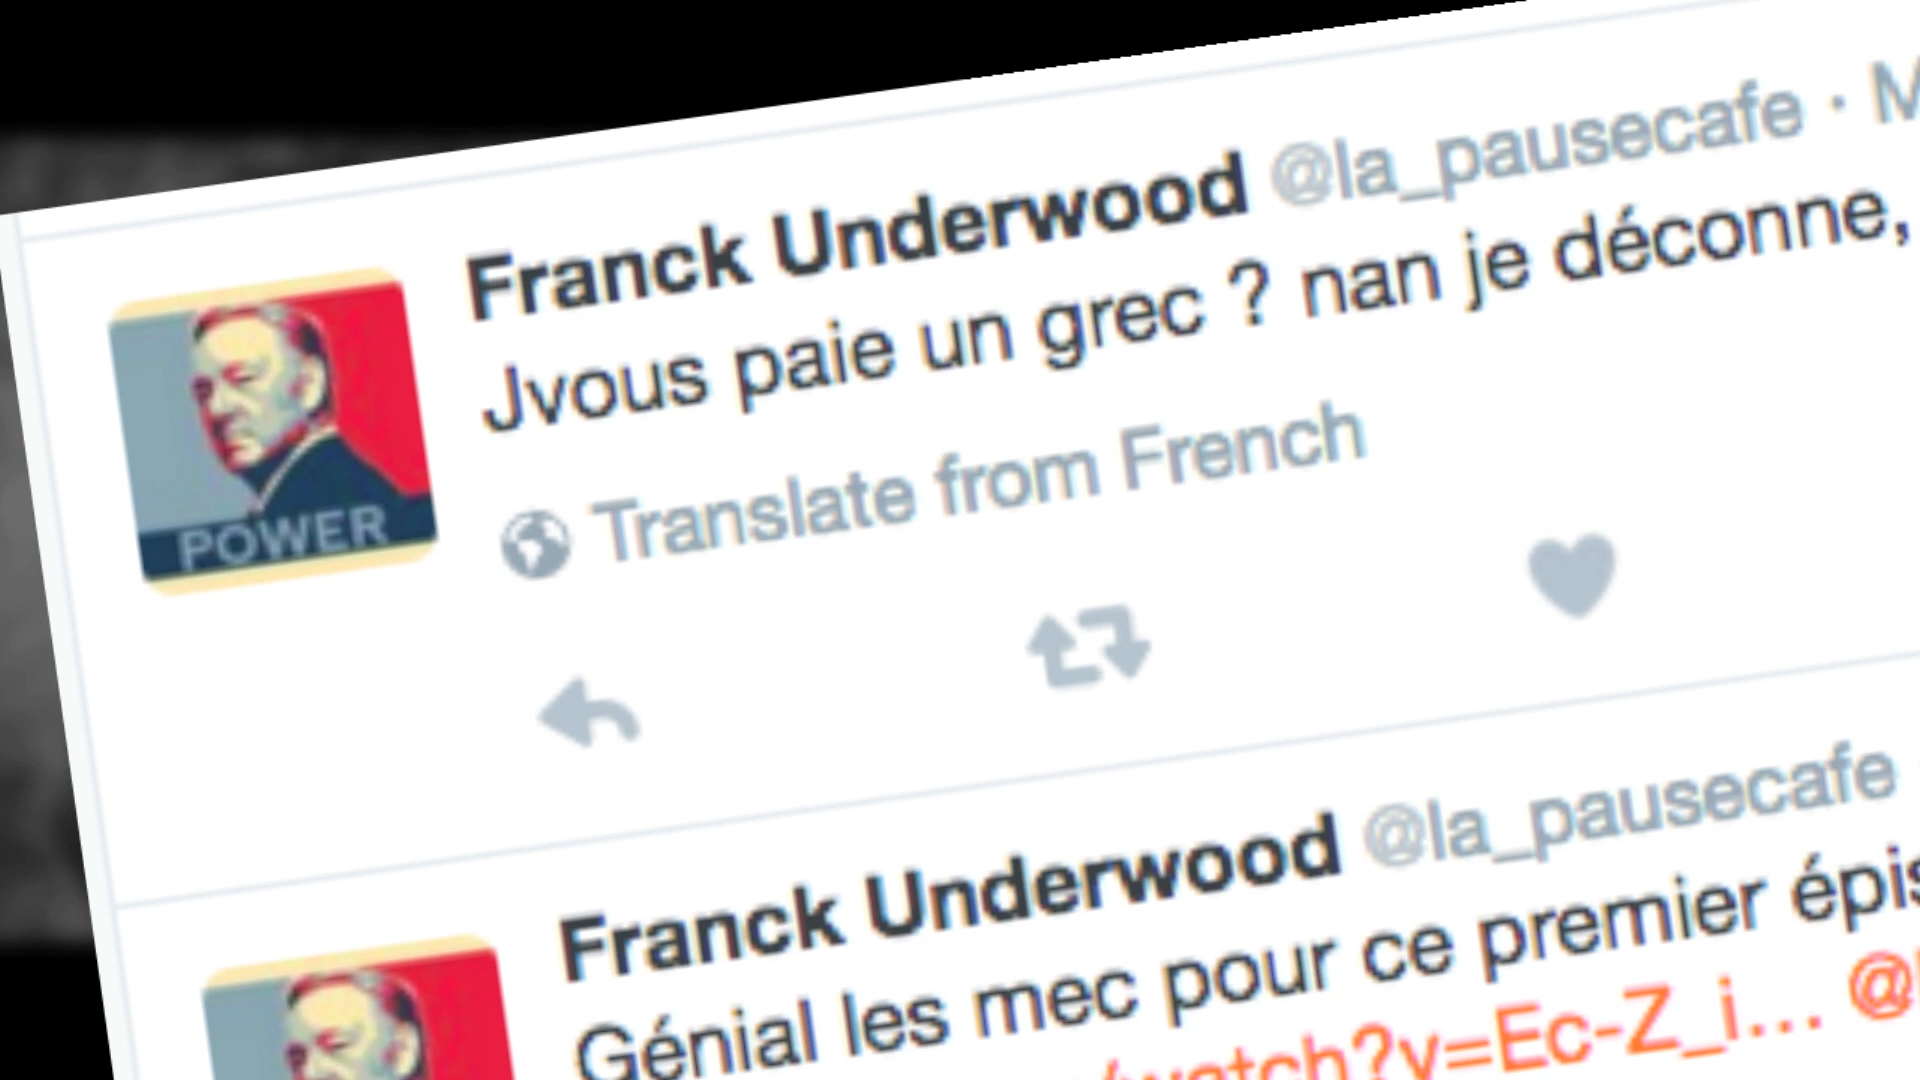 Franck Underwood @la_pausecafe ·
Jvous paie un grec ? nan je déconne,
Translate from French
POWER
Franck Underwood @la_pausecafe
Génial les mec pour ce premier
watch?v=Ec-Z_i… @